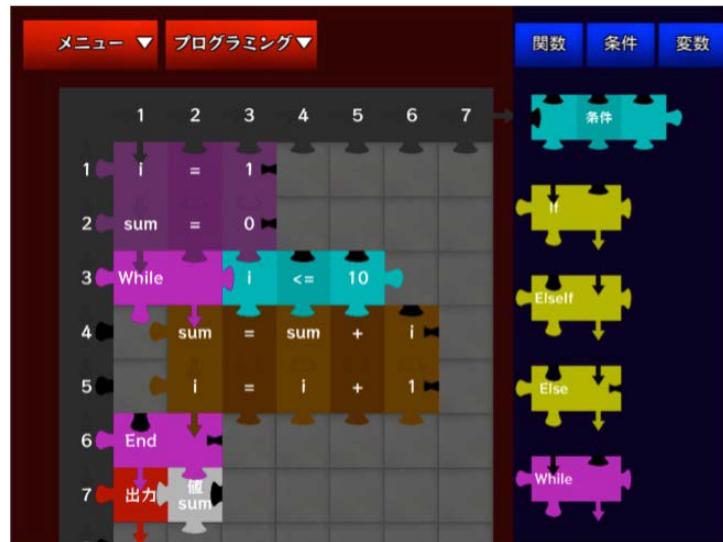 メニュー ▼ プログラミング▼ 関数 条件 変数
1 2 3 4 5 6 7
条件
1 i = 1
2 sum = 0
If
3 While i <= 10
ElseIf
4 sum = sum + i
5 i = i + 1
Else
6 End
While
7 出力 値
sum